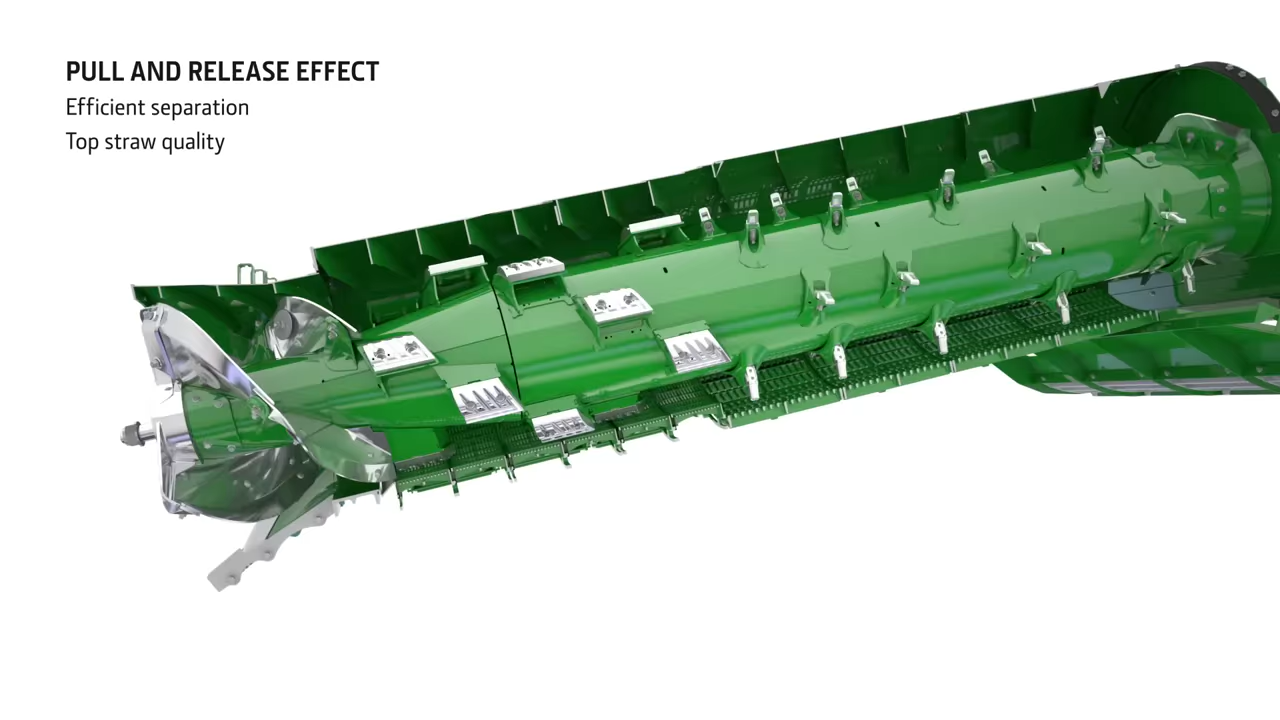 PULL AND RELEASE EFFECT
Efficient separation
Top straw quality